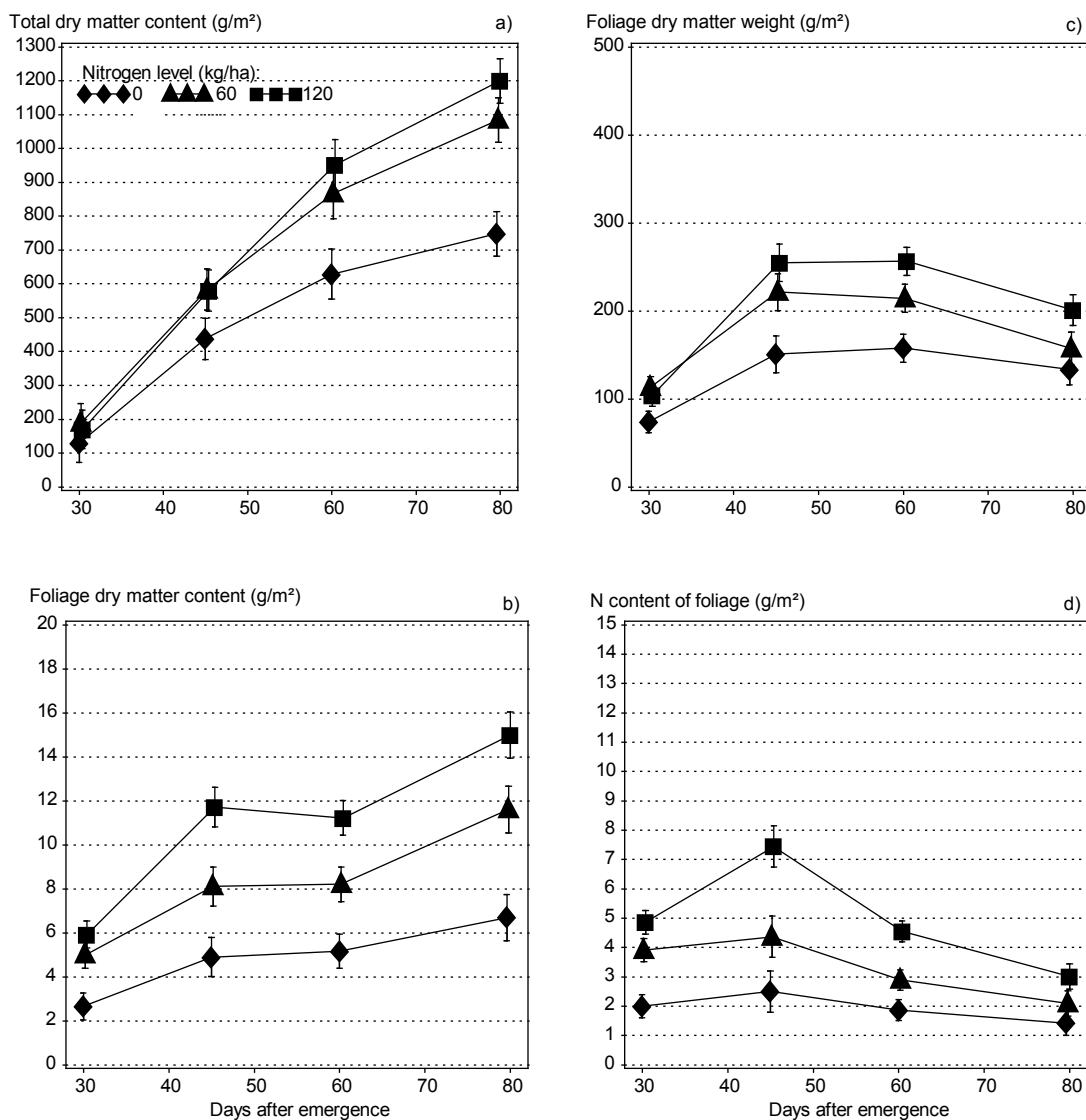 Total dry matter content (g/m²)
a)
1300
1200
1100
1000
900
800
700
600
500
400
300
200
100
0
Nitrogen level (kg/ha):
0 60 120
30 40 50 60 70 80
Foliage dry matter weight (g/m²)
c)
500
400
300
200
100
0
30 40 50 60 70 80
Foliage dry matter content (g/m²)
b)
20
18
16
14
12
10
8
6
4
2
0
30 40 50 60 70 80
Days after emergence
N content of foliage (g/m²)
d)
15
14
13
12
11
10
9
8
7
6
5
4
3
2
1
0
30 40 50 60 70 80
Days after emergence